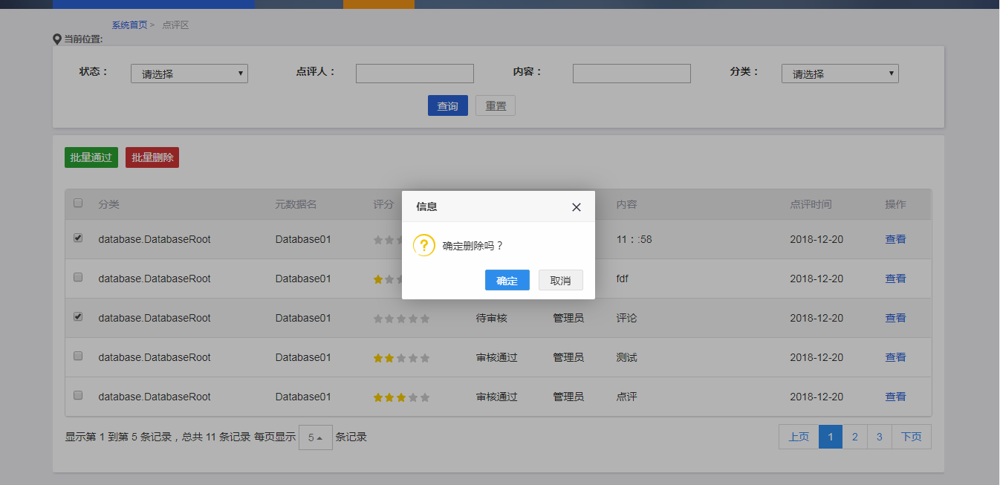 系统首页 > 点评区
当前位置:
状态： 请选择 点评人： 内容： 分类： 请选择
查询 重置
批量通过 批量删除
信息
确定删除吗？
确定 取消
分类 元数据名 评分 内容 点评时间 操作
database.DatabaseRoot Database01 11：:58 2018-12-20 查看
database.DatabaseRoot Database01 fdf 2018-12-20 查看
database.DatabaseRoot Database01 待审核 管理员 评论 2018-12-20 查看
database.DatabaseRoot Database01 审核通过 管理员 测试 2018-12-20 查看
database.DatabaseRoot Database01 审核通过 管理员 点评 2018-12-20 查看
显示第 1 到第 5 条记录，总共 11 条记录 每页显示 5 条记录 上页 1 2 3 下页